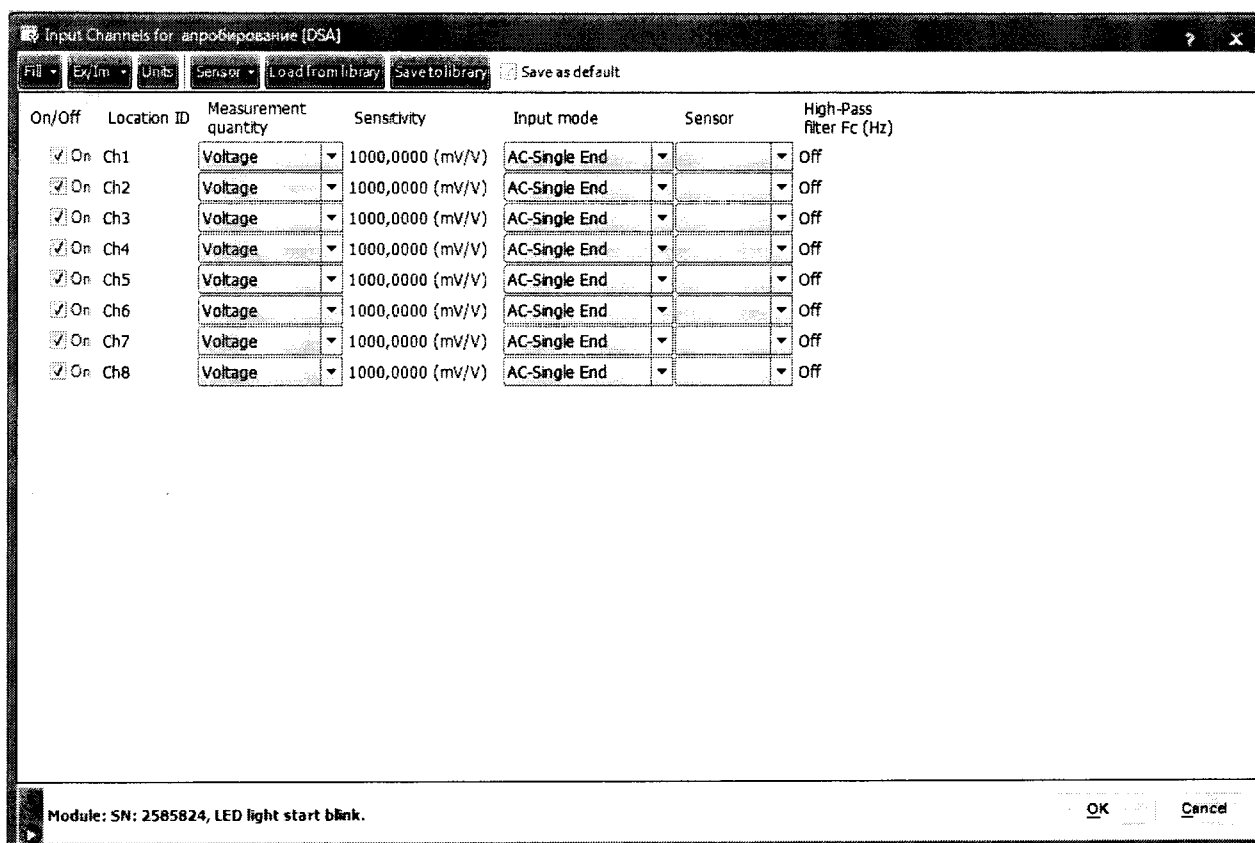 Input Channels for апробирование [DSA] ? X
Fill Ex/Im Units Sensor Load from library Save to library Save as default
On/Off Location ID Measurement quantity Sensitivity Input mode Sensor High-Pass filter Fc (Hz)
On Ch1 Voltage 1000,0000 (mV/V) AC-Single End Off
On Ch2 Voltage 1000,0000 (mV/V) AC-Single End Off
On Ch3 Voltage 1000,0000 (mV/V) AC-Single End Off
On Ch4 Voltage 1000,0000 (mV/V) AC-Single End Off
On Ch5 Voltage 1000,0000 (mV/V) AC-Single End Off
On Ch6 Voltage 1000,0000 (mV/V) AC-Single End Off
On Ch7 Voltage 1000,0000 (mV/V) AC-Single End Off
On Ch8 Voltage 1000,0000 (mV/V) AC-Single End Off
Module: SN: 2585824, LED light start blink. OK Cancel